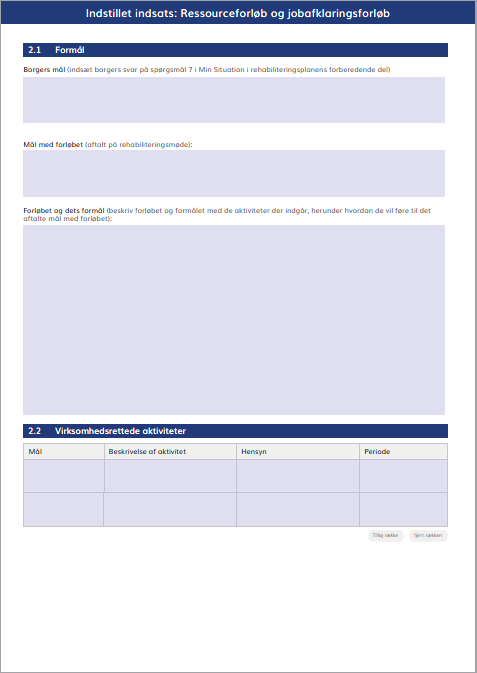 Indstillet indsats: Ressourceforløb og jobafklaringsforløb
2.1 Formål
Borgers mål (indsæt borgers svar på spørgsmål 7 i Min Situation i rehabiliteringsplanens forberedende del)
Mål med forløbet (aftalt på rehabiliteringsmøde):
Forløbet og dets formål (beskriv forløbet og formålet med de aktiviteter der indgår, herunder hvordan de vil føre til det
aftalte mål med forløbet):
2.2 Virksomhedsrettede aktiviteter
Mål Beskrivelse af aktivitet Hensyn Periode
Tilføj række fjern rækken